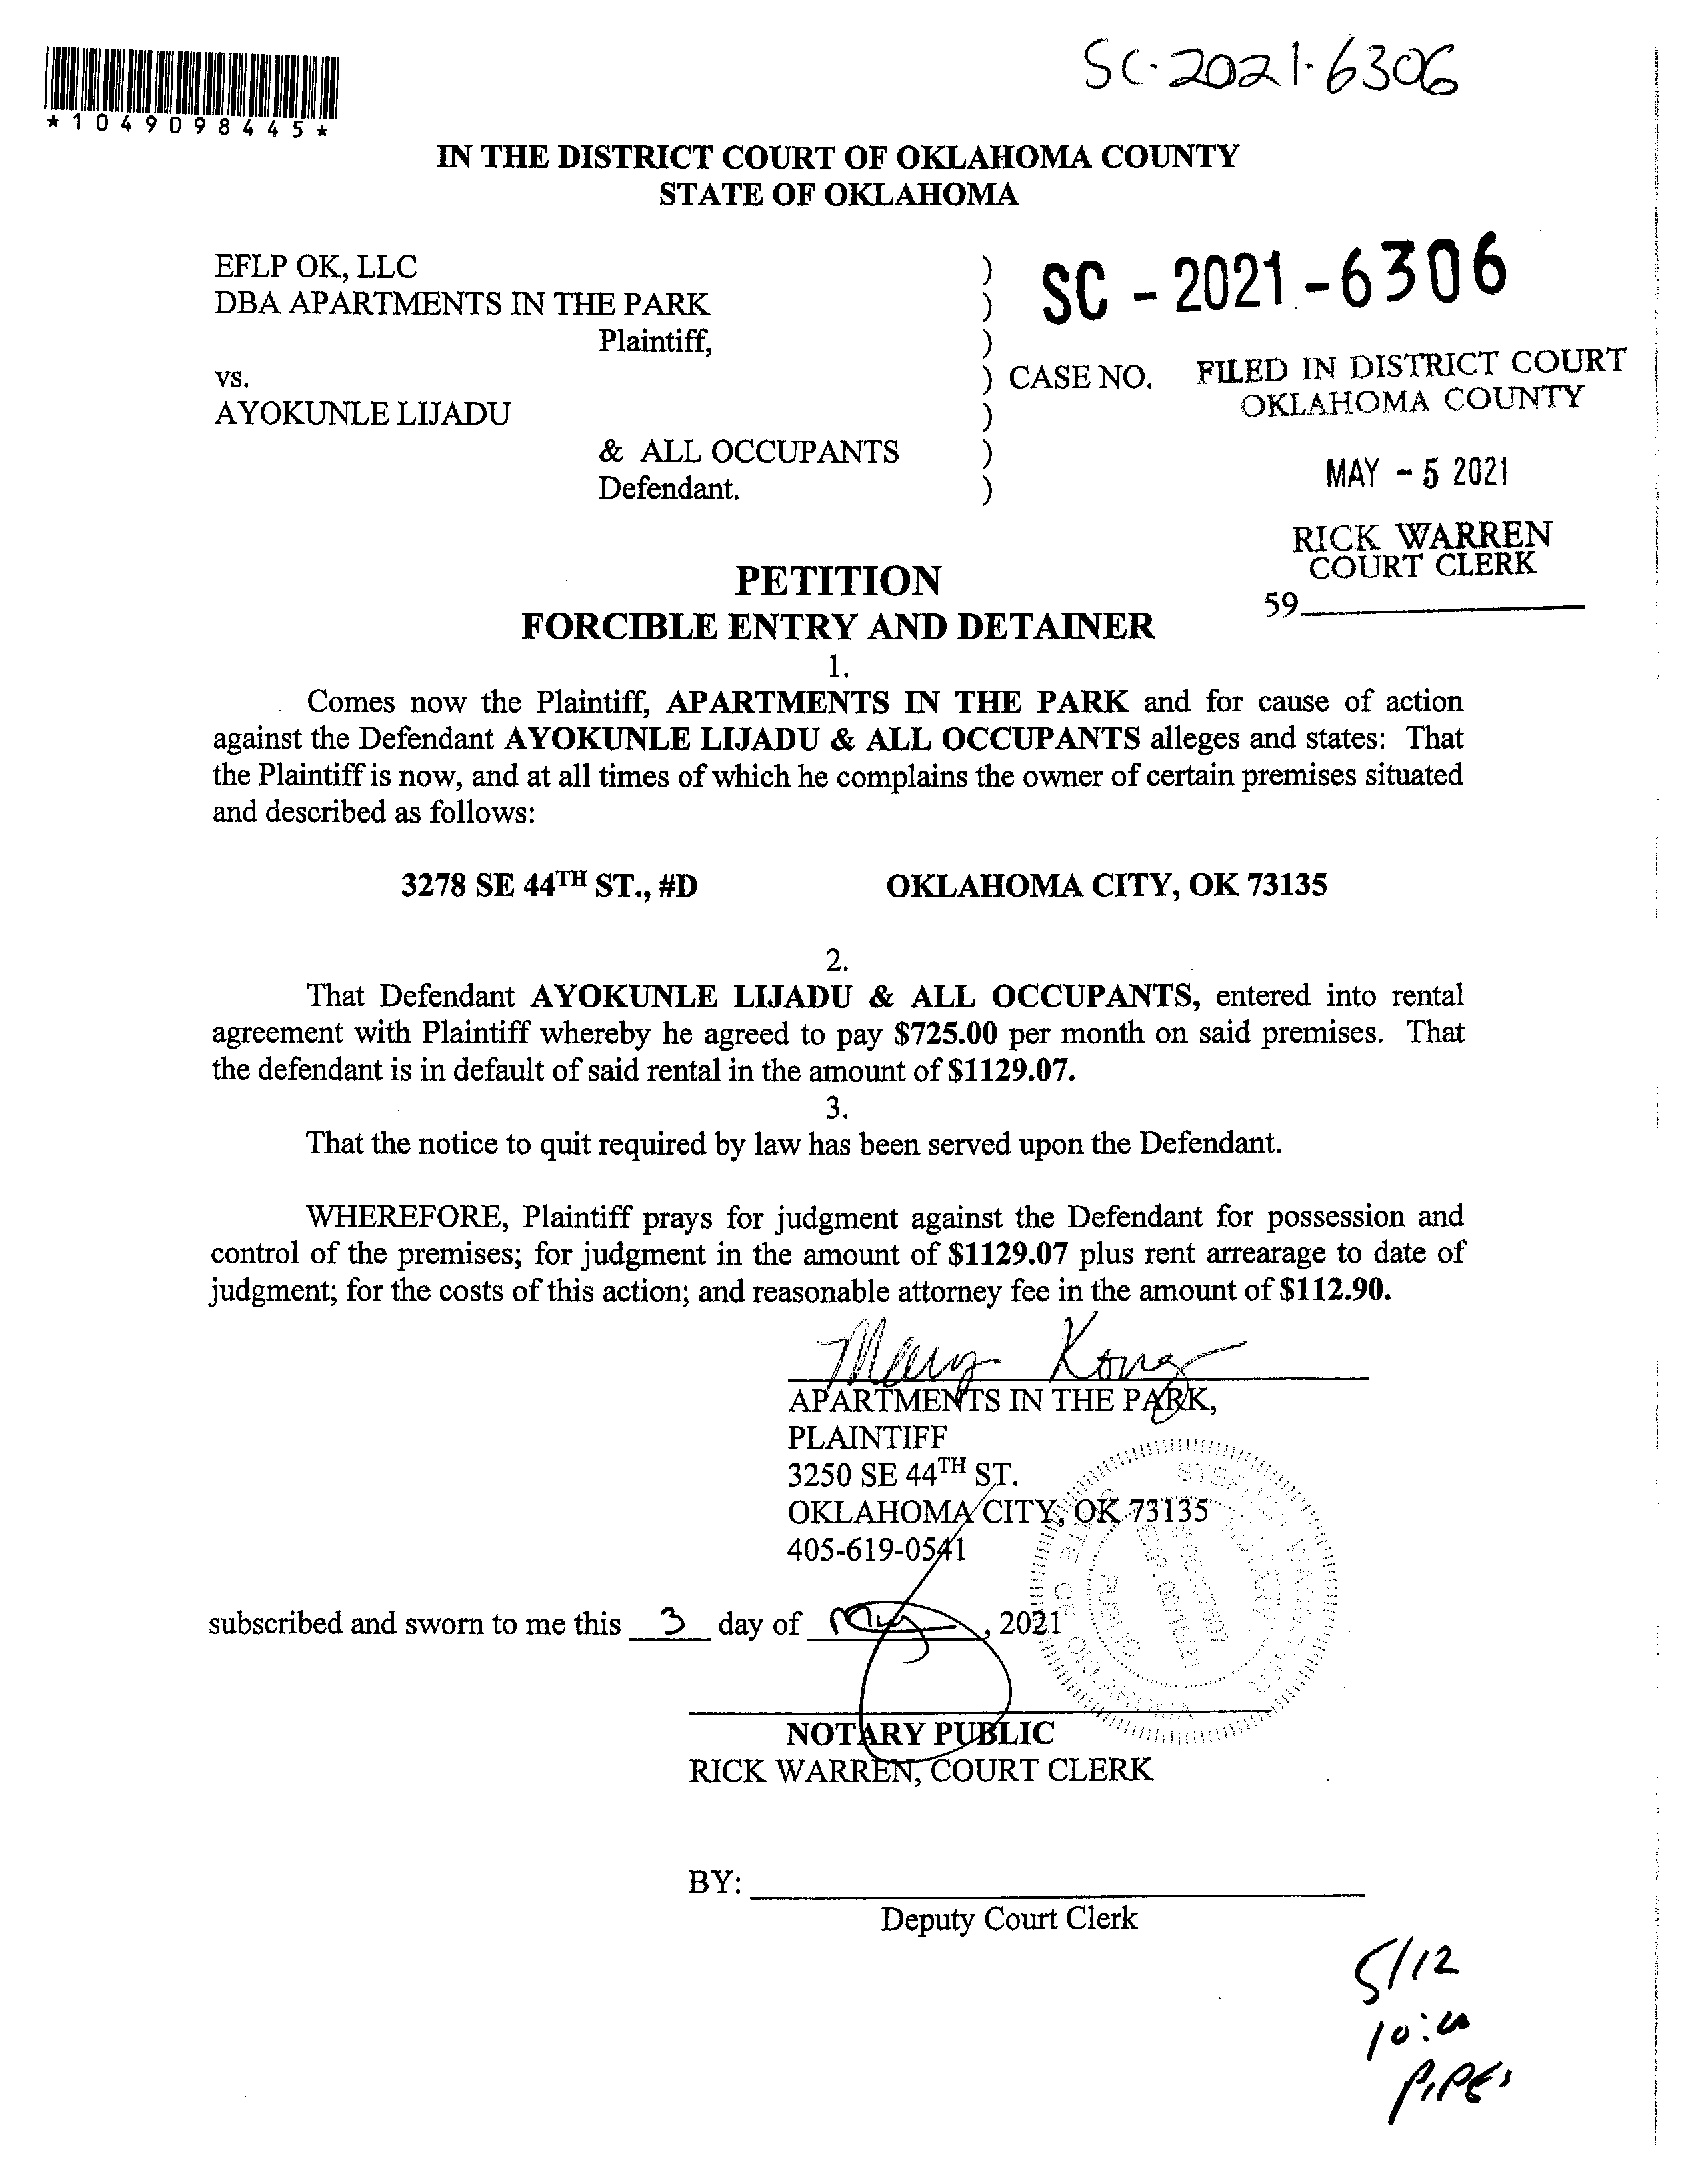 SC-2021-6306
*1049098445*
IN THE DISTRICT COURT OF OKLAHOMA COUNTY
STATE OF OKLAHOMA
EFLP OK, LLC )
DBA APARTMENTS IN THE PARK ) SC - 2021 - 6306
Plaintiff, )
vs. ) CASE NO. FILED IN DISTRICT COURT
OKLAHOMA COUNTY
AYOKUNLE LIJADU )
& ALL OCCUPANTS )
Defendant. )
MAY - 5 2021
RICK WARREN
COURT CLERK
59
PETITION
FORCIBLE ENTRY AND DETAINER
1.
Comes now the Plaintiff, APARTMENTS IN THE PARK and for cause of action
against the Defendant AYOKUNLE LIJADU & ALL OCCUPANTS alleges and states: That
the Plaintiff is now, and at all times of which he complains the owner of certain premises situated
and described as follows:
3278 SE 44TH ST., #D OKLAHOMA CITY, OK 73135
2.
That Defendant AYOKUNLE LIJADU & ALL OCCUPANTS, entered into rental
agreement with Plaintiff whereby he agreed to pay $725.00 per month on said premises. That
the defendant is in default of said rental in the amount of $1129.07.
3.
That the notice to quit required by law has been served upon the Defendant.
WHEREFORE, Plaintiff prays for judgment against the Defendant for possession and
control of the premises; for judgment in the amount of $1129.07 plus rent arrearage to date of
judgment; for the costs of this action; and reasonable attorney fee in the amount of $112.90.
APARTMENTS IN THE PARK,
PLAINTIFF
3250 SE 44TH ST.
OKLAHOMA CITY, OK 73135
405-619-0541
subscribed and sworn to me this 3 day of May, 2021
NOTARY PUBLIC
RICK WARREN, COURT CLERK
BY:
Deputy Court Clerk
5/12
PIPES